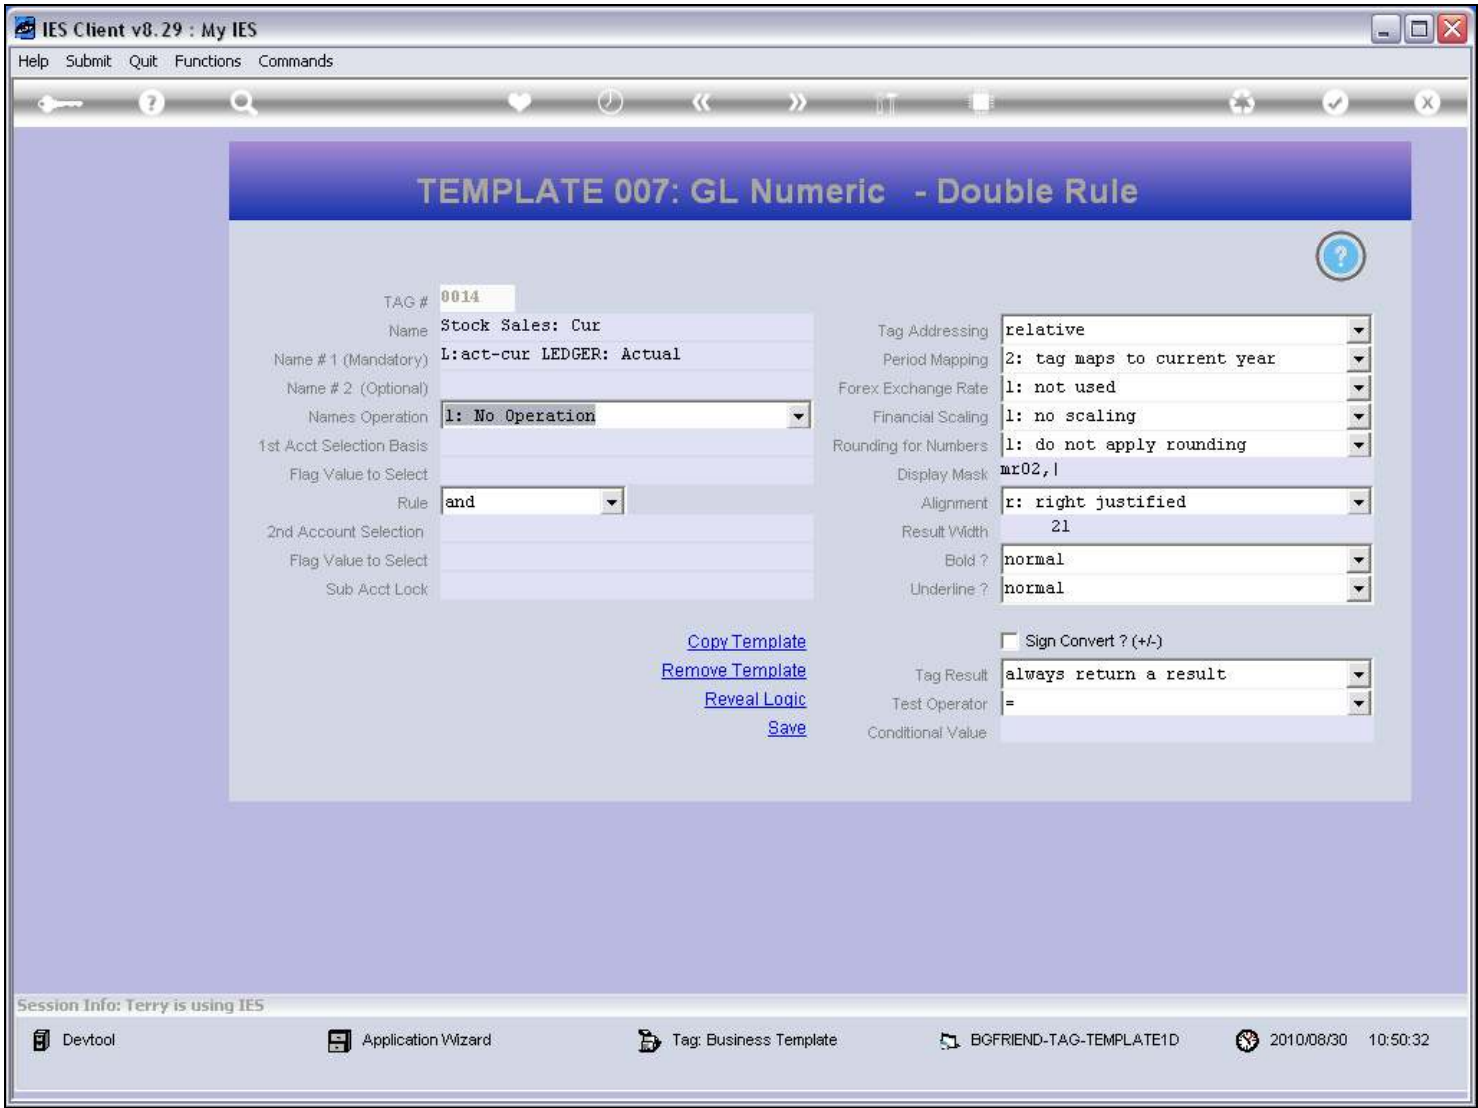 IES Client v8.29 : My IES
Help Submit Quit Functions Commands
TEMPLATE 007: GL Numeric - Double Rule
TAG # 0014
Name Stock Sales: Cur
Name # 1 (Mandatory) L:act-cur LEDGER: Actual
Name # 2 (Optional)
Names Operation 1: No Operation
1st Acct Selection Basis
Flag Value to Select
Rule and
2nd Account Selection
Flag Value to Select
Sub Acct Lock
Copy Template
Remove Template
Reveal Logic
Save
Tag Addressing relative
Period Mapping 2: tag maps to current year
Forex Exchange Rate 1: not used
Financial Scaling 1: no scaling
Rounding for Numbers 1: do not apply rounding
Display Mask mr02,|
Alignment r: right justified
Result Width 21
Bold ? normal
Underline ? normal
Sign Convert ? (+/-)
Tag Result always return a result
Test Operator =
Conditional Value
Session Info: Terry is using IES
Devtool Application Wizard Tag: Business Template BGFRIEND-TAG-TEMPLATE1D 2010/08/30 10:50:32